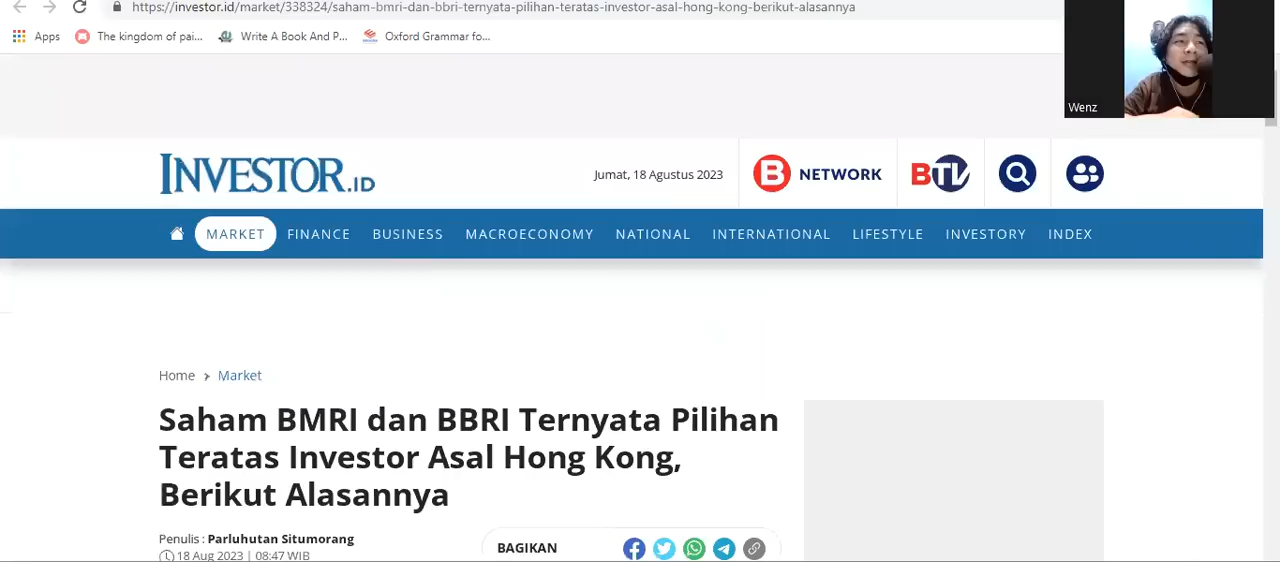 https://investor.id/market/338324/saham-bmri-dan-bbri-ternyata-pilihan-teratas-investor-asal-hong-kong-berikut-alasannya
Apps The kingdom of pai... Write A Book And P... Oxford Grammar fo...
Wenz
INVESTOR.ID Jumat, 18 Agustus 2023 B NETWORK BTV
MARKET FINANCE BUSINESS MACROECONOMY NATIONAL INTERNATIONAL LIFESTYLE INVESTORY INDEX
Home > Market
Saham BMRI dan BBRI Ternyata Pilihan
Teratas Investor Asal Hong Kong,
Berikut Alasannya
Penulis : Parluhutan Situmorang
18 Aug 2023 | 08:47 WIB
BAGIKAN